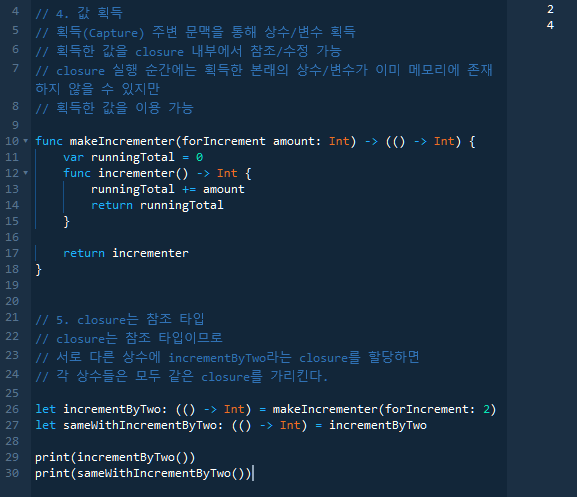 4 // 4. 값 획득
5 // 획득(Capture) 주변 문맥을 통해 상수/변수 획득
6 // 획득한 값을 closure 내부에서 참조/수정 가능
7 // closure 실행 순간에는 획득한 본래의 상수/변수가 이미 메모리에 존재
하지 않을 수 있지만
8 // 획득한 값을 이용 가능
9
10 func makeIncrementer(forIncrement amount: Int) -> (() -> Int) {
11     var runningTotal = 0
12     func incrementer() -> Int {
13         runningTotal += amount
14         return runningTotal
15     }
16
17     return incrementer
18 }
19
20
21 // 5. closure는 참조 타입
22 // closure는 참조 타입이므로
23 // 서로 다른 상수에 incrementByTwo라는 closure를 할당하면
24 // 각 상수들은 모두 같은 closure를 가리킨다.
25
26 let incrementByTwo: (() -> Int) = makeIncrementer(forIncrement: 2)
27 let sameWithIncrementByTwo: (() -> Int) = incrementByTwo
28
29 print(incrementByTwo())
30 print(sameWithIncrementByTwo())
2
4